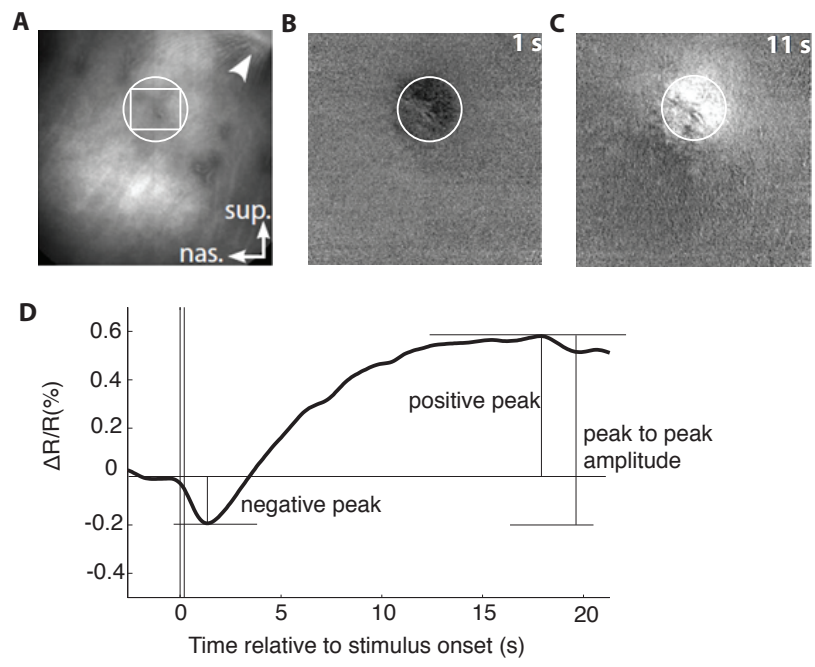 A
B
C
1 s
11 s
sup.
nas.
D
0.6
0.4
0.2
0
-0.2
-0.4
ΔR/R(%)
positive peak
peak to peak
amplitude
negative peak
0 5 10 15 20
Time relative to stimulus onset (s)